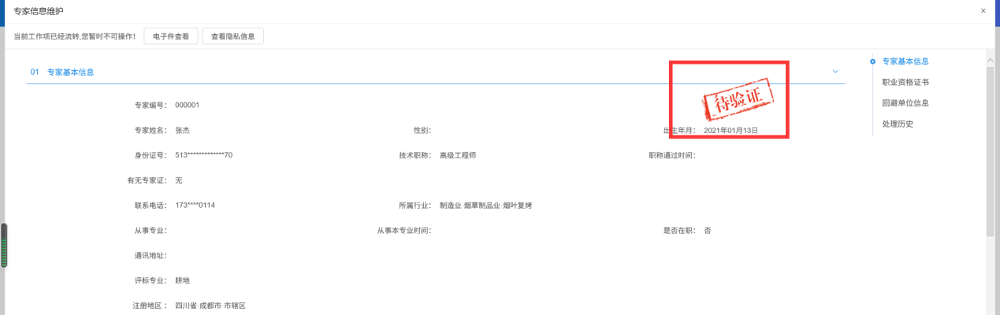 专家信息维护 ×
当前工作项已经流转,您暂时不可操作! 电子件查看 查看隐私信息
01 专家基本信息
待验证
专家编号： 000001
专家姓名： 张杰 性别： 出生年月： 2021年01月13日
身份证号： 513*************70 技术职称： 高级工程师 职称通过时间：
有无专家证： 无
联系电话： 173****0114 所属行业： 制造业·烟草制品业·烟叶复烤
从事专业： 从事本专业时间： 是否在职： 否
通讯地址：
评标专业： 耕地
注册地区： 四川省·成都市·市辖区
专家基本信息
职业资格证书
回避单位信息
处理历史